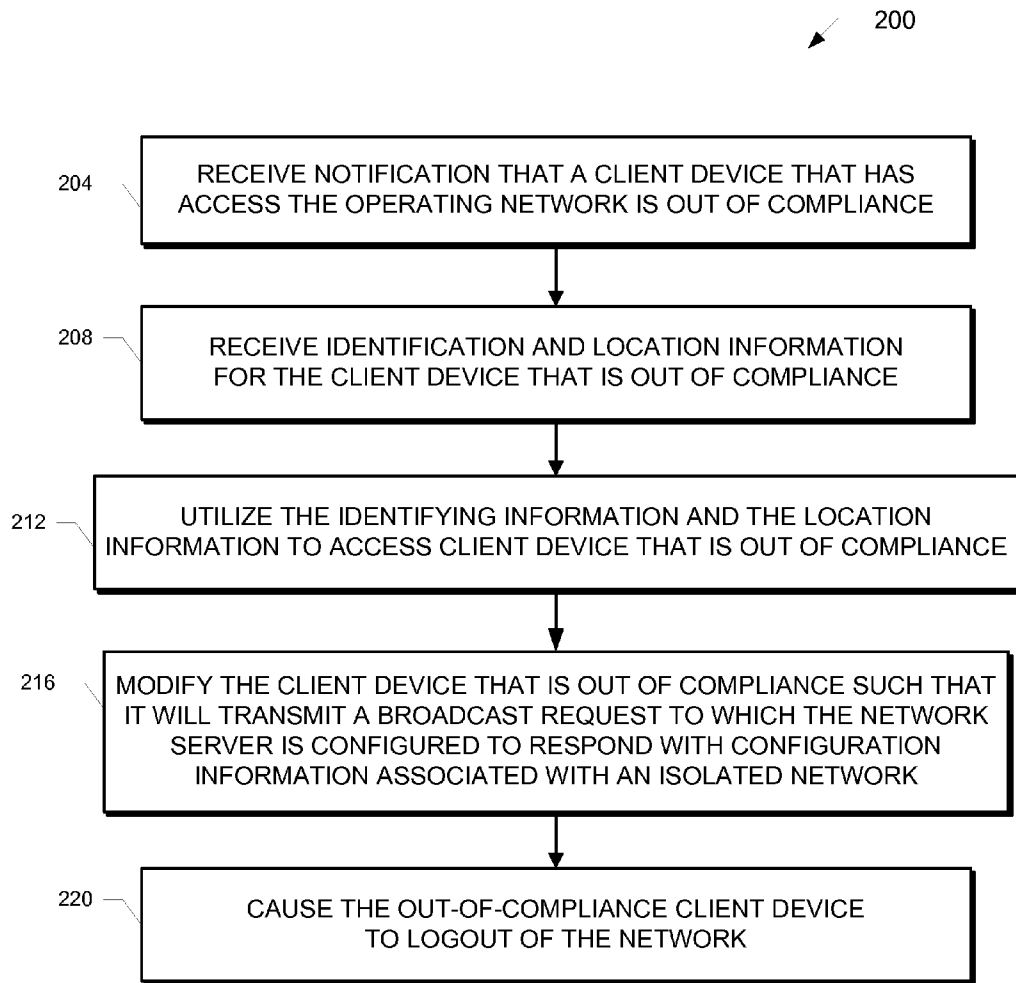 200
204
RECEIVE NOTIFICATION THAT A CLIENT DEVICE THAT HAS
ACCESS THE OPERATING NETWORK IS OUT OF COMPLIANCE
208
RECEIVE IDENTIFICATION AND LOCATION INFORMATION
FOR THE CLIENT DEVICE THAT IS OUT OF COMPLIANCE
212
UTILIZE THE IDENTIFYING INFORMATION AND THE LOCATION
INFORMATION TO ACCESS CLIENT DEVICE THAT IS OUT OF COMPLIANCE
216
MODIFY THE CLIENT DEVICE THAT IS OUT OF COMPLIANCE SUCH THAT
IT WILL TRANSMIT A BROADCAST REQUEST TO WHICH THE NETWORK
SERVER IS CONFIGURED TO RESPOND WITH CONFIGURATION
INFORMATION ASSOCIATED WITH AN ISOLATED NETWORK
220
CAUSE THE OUT-OF-COMPLIANCE CLIENT DEVICE
TO LOGOUT OF THE NETWORK